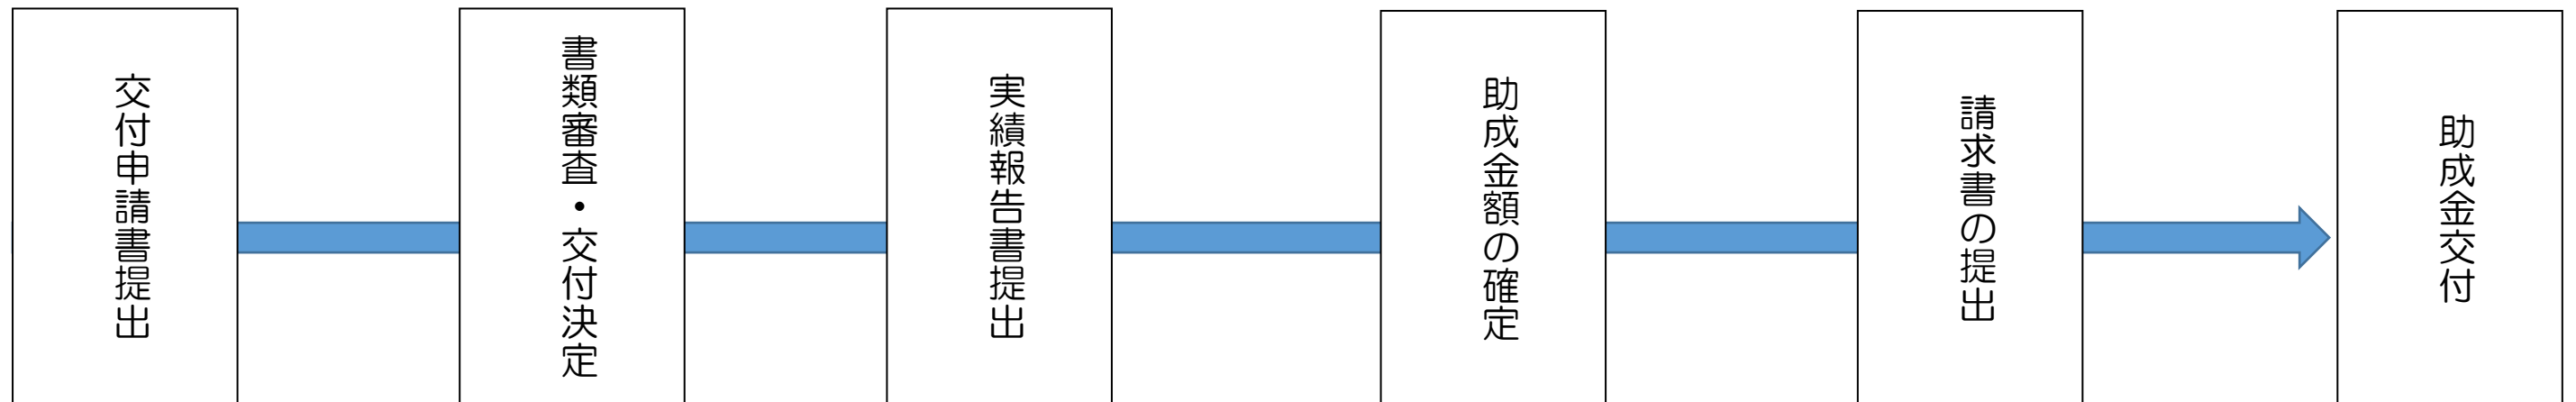 交付申請書提出
書類審査・交付決定
実績報告書提出
助成金額の確定
請求書の提出
助成金交付